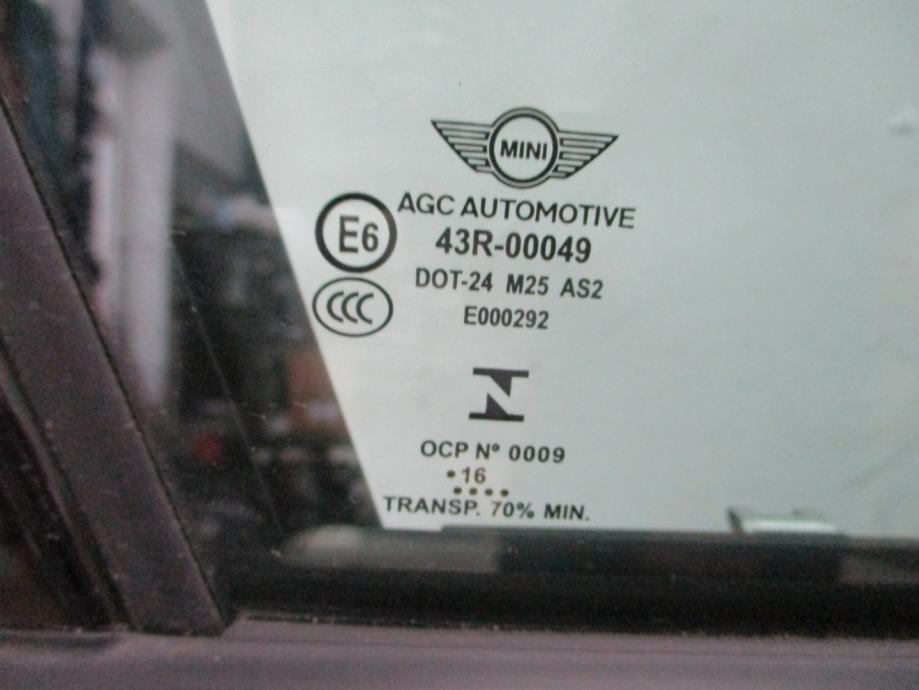 MINI
AGC AUTOMOTIVE
E6
43R-00049
DOT-24 M25 AS2
CCC
E000292
OCP Nº 0009
•16
••••
TRANSP. 70% MIN.